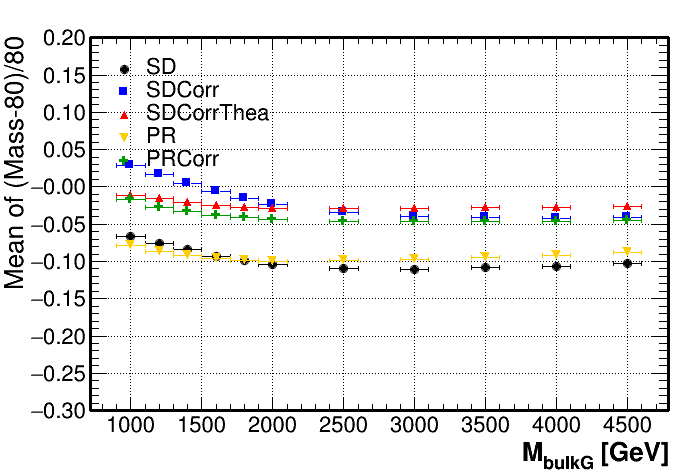 Mean of (Mass-80)/80
0.20
0.15
0.10
0.05
−0.00
−0.05
−0.10
−0.15
−0.20
−0.25
−0.30
SD
SDCorr
SDCorrThea
PR
PRCorr
1000 1500 2000 2500 3000 3500 4000 4500
M_bulkG [GeV]